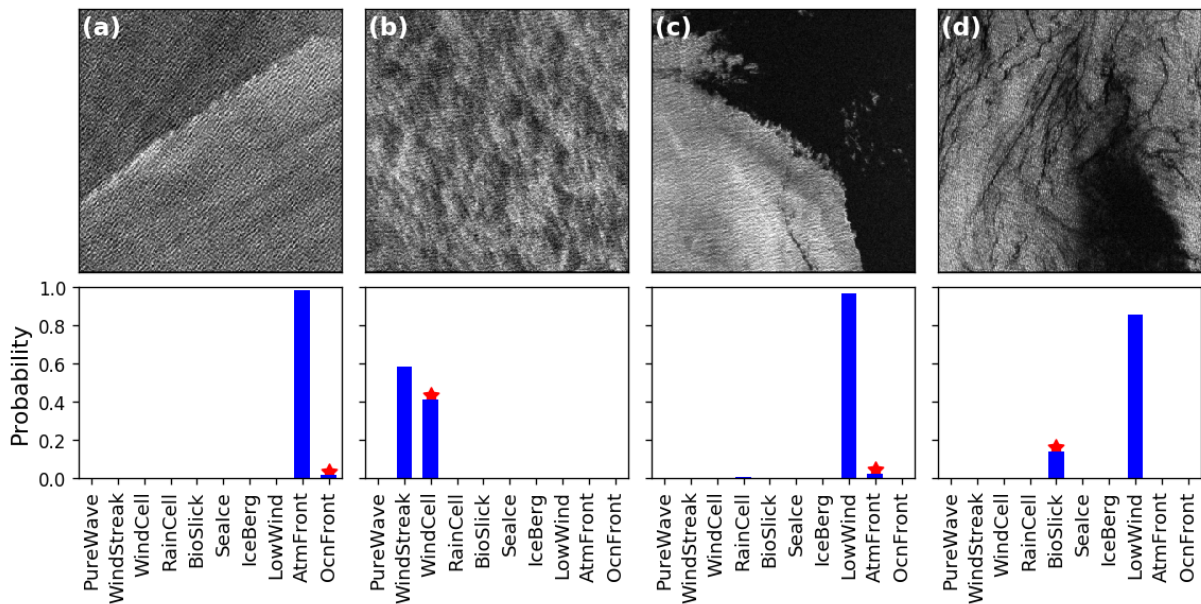 (a) (b) (c) (d)
1.0
0.8
0.6
0.4
0.2
0.0
Probability
PureWave WindStreak WindCell RainCell BioSlick SeaIce IceBerg LowWind AtmFront OcnFront
PureWave WindStreak WindCell RainCell BioSlick SeaIce IceBerg LowWind AtmFront OcnFront
PureWave WindStreak WindCell RainCell BioSlick SeaIce IceBerg LowWind AtmFront OcnFront
PureWave WindStreak WindCell RainCell BioSlick SeaIce IceBerg LowWind AtmFront OcnFront